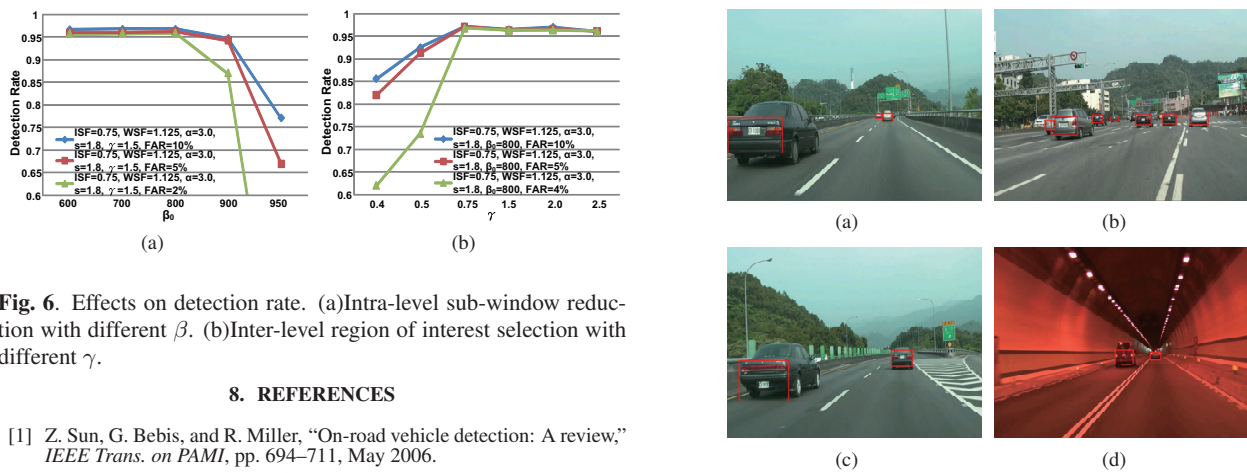 1
0.95
0.9
0.85
0.8
0.75
0.7
0.65
0.6
Detection Rate
ISF=0.75, WSF=1.125, α=3.0,
s=1.8, γ=1.5, FAR=10%
ISF=0.75, WSF=1.125, α=3.0,
s=1.8, γ=1.5, FAR=5%
ISF=0.75, WSF=1.125, α=3.0,
s=1.8, γ=1.5, FAR=2%
600 700 800 900 950
β₀
(a)
1
0.95
0.9
0.85
0.8
0.75
0.7
0.65
0.6
Detection Rate
ISF=0.75, WSF=1.125, α=3.0,
s=1.8, β₀=800, FAR=10%
ISF=0.75, WSF=1.125, α=3.0,
s=1.8, β₀=800, FAR=5%
ISF=0.75, WSF=1.125, α=3.0,
s=1.8, β₀=800, FAR=4%
0.4 0.5 0.75 1.5 2.0 2.5
γ
(b)
Fig. 6. Effects on detection rate. (a)Intra-level sub-window reduc-
tion with different β. (b)Inter-level region of interest selection with
different γ.
8. REFERENCES
[1] Z. Sun, G. Bebis, and R. Miller, “On-road vehicle detection: A review,”
IEEE Trans. on PAMI, pp. 694–711, May 2006.
(a)
(b)
(c)
(d)